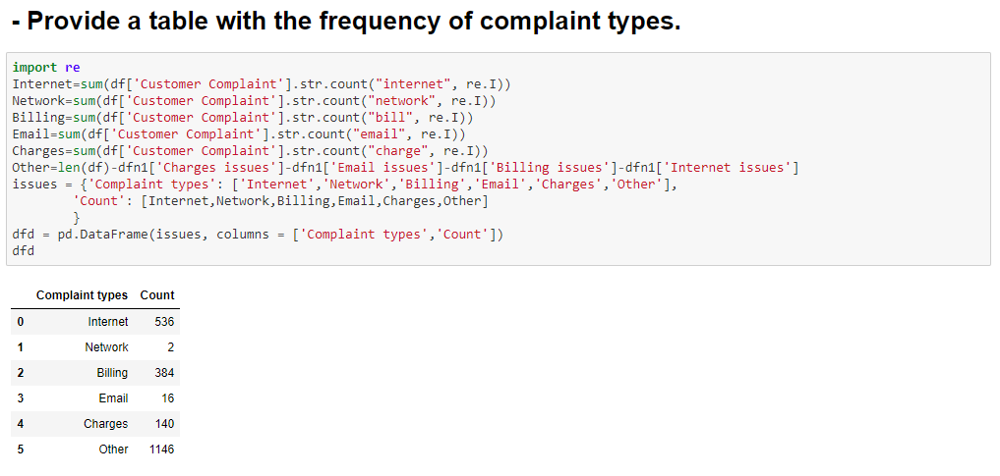 - Provide a table with the frequency of complaint types.
import re
Internet=sum(df['Customer Complaint'].str.count("internet", re.I))
Network=sum(df['Customer Complaint'].str.count("network", re.I))
Billing=sum(df['Customer Complaint'].str.count("bill", re.I))
Email=sum(df['Customer Complaint'].str.count("email", re.I))
Charges=sum(df['Customer Complaint'].str.count("charge", re.I))
Other=len(df)-dfn1['Charges issues']-dfn1['Email issues']-dfn1['Billing issues']-dfn1['Internet issues']
issues = {'Complaint types': ['Internet','Network','Billing','Email','Charges','Other'],
        'Count': [Internet,Network,Billing,Email,Charges,Other]
        }
dfd = pd.DataFrame(issues, columns = ['Complaint types','Count'])
dfd
Complaint types Count
0 Internet 536
1 Network 2
2 Billing 384
3 Email 16
4 Charges 140
5 Other 1146